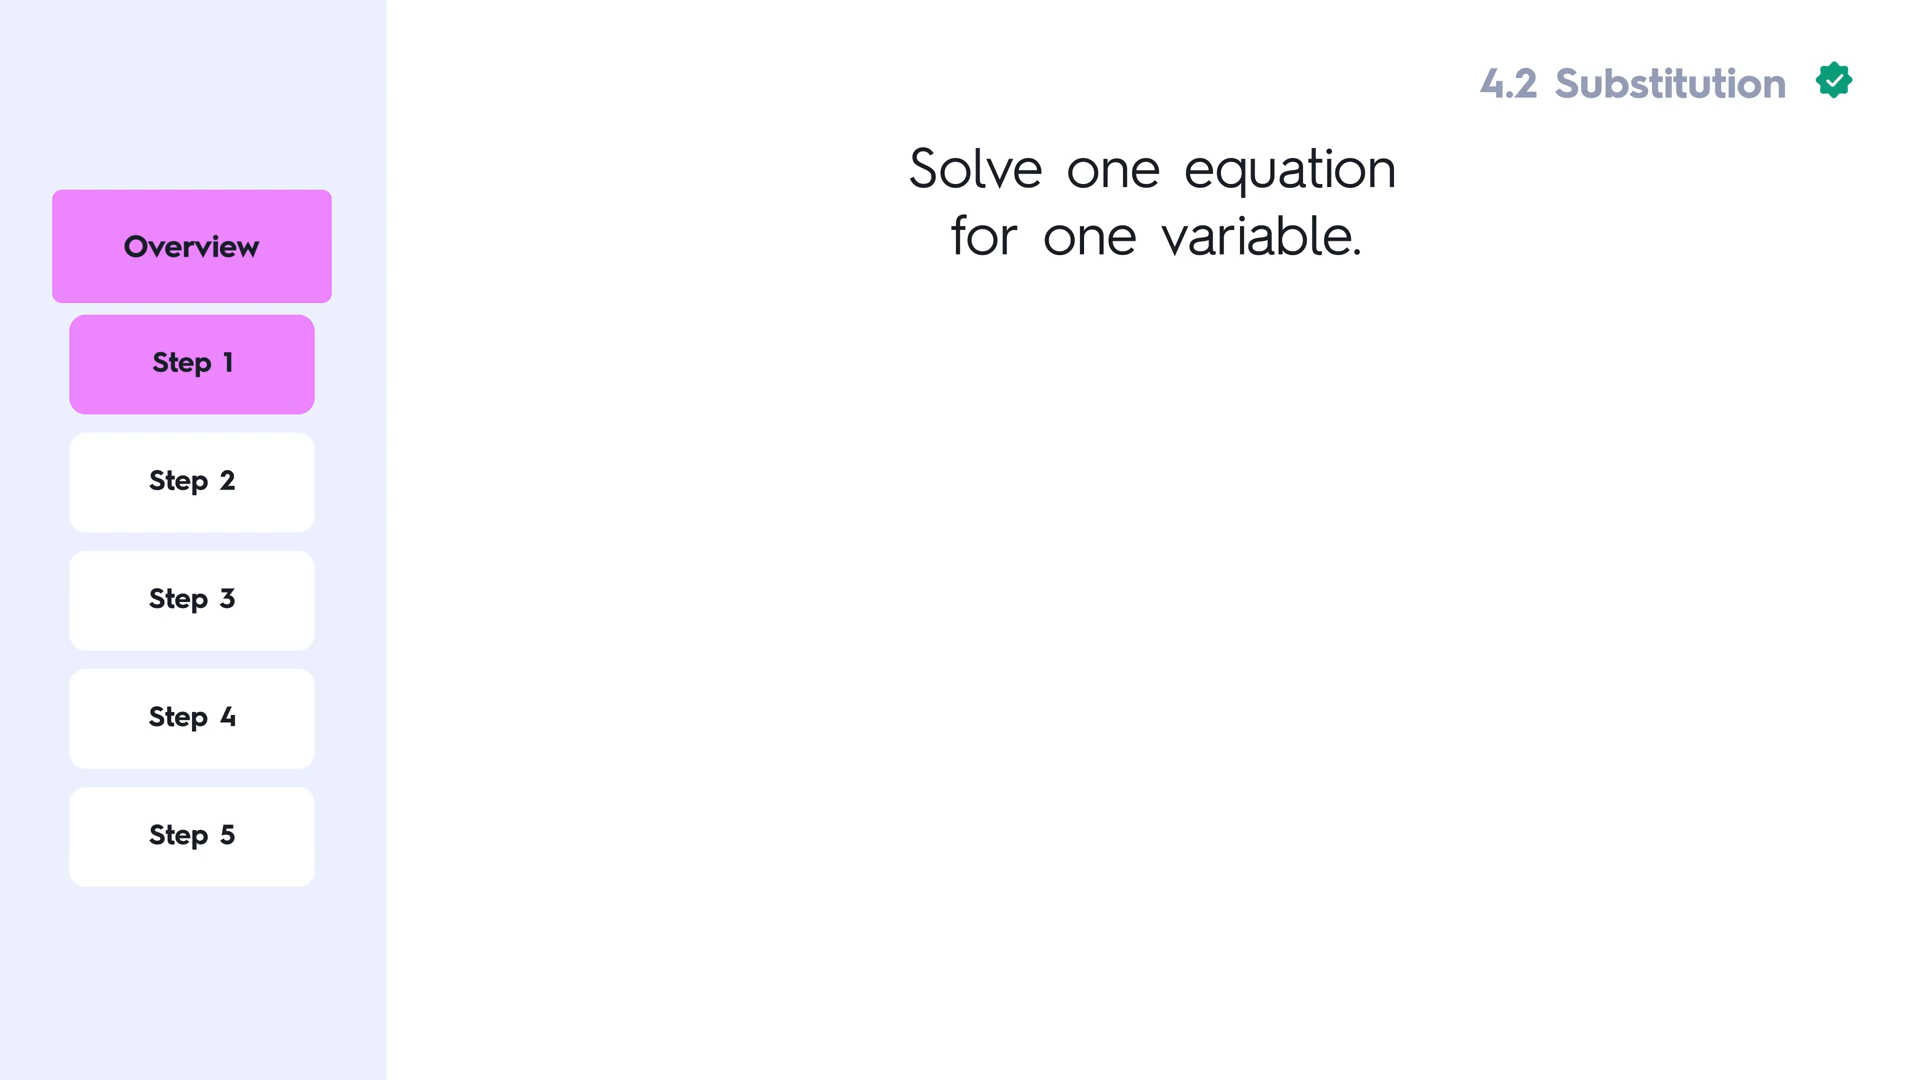 4.2 Substitution
Solve one equation
for one variable.
Overview
Step 1
Step 2
Step 3
Step 4
Step 5